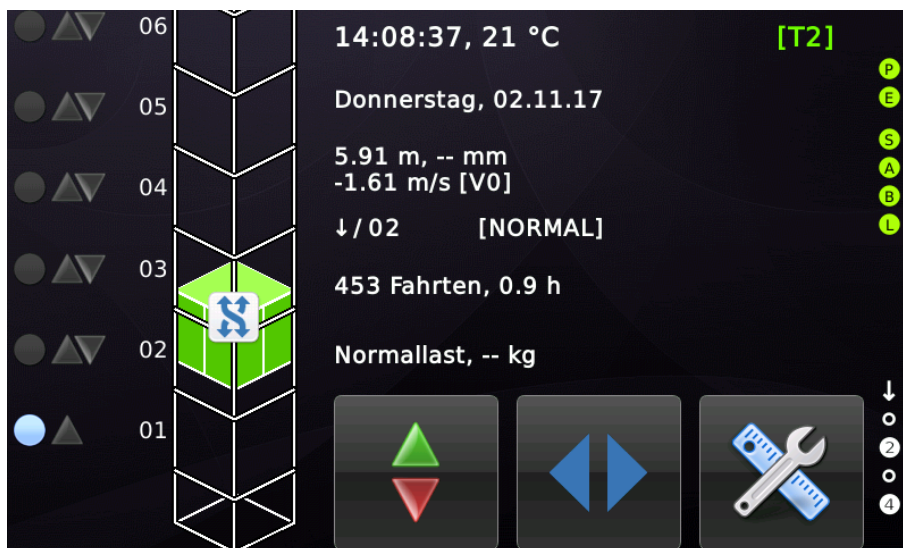 06
05
04
03
02
01
14:08:37, 21 °C [T2]
Donnerstag, 02.11.17
5.91 m, -- mm
-1.61 m/s [V0]
↓/02 [NORMAL]
453 Fahrten, 0.9 h
Normallast, -- kg
P
E
S
A
B
L
↓
2
4